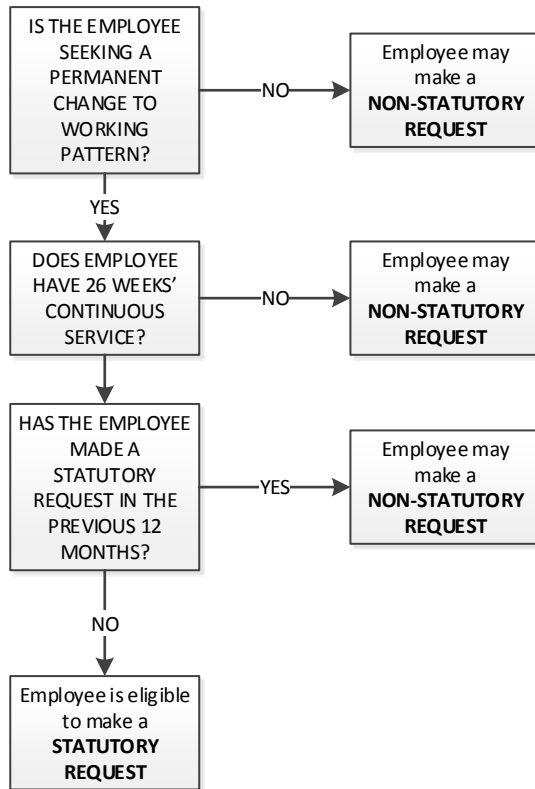 IS THE EMPLOYEE
SEEKING A
PERMANENT
CHANGE TO
WORKING
PATTERN?
NO
Employee may
make a
NON-STATUTORY
REQUEST
YES
DOES EMPLOYEE
HAVE 26 WEEKS’
CONTINUOUS
SERVICE?
NO
Employee may
make a
NON-STATUTORY
REQUEST
HAS THE EMPLOYEE
MADE A
STATUTORY
REQUEST IN THE
PREVIOUS 12
MONTHS?
YES
Employee may
make a
NON-STATUTORY
REQUEST
NO
Employee is eligible
to make a
STATUTORY
REQUEST